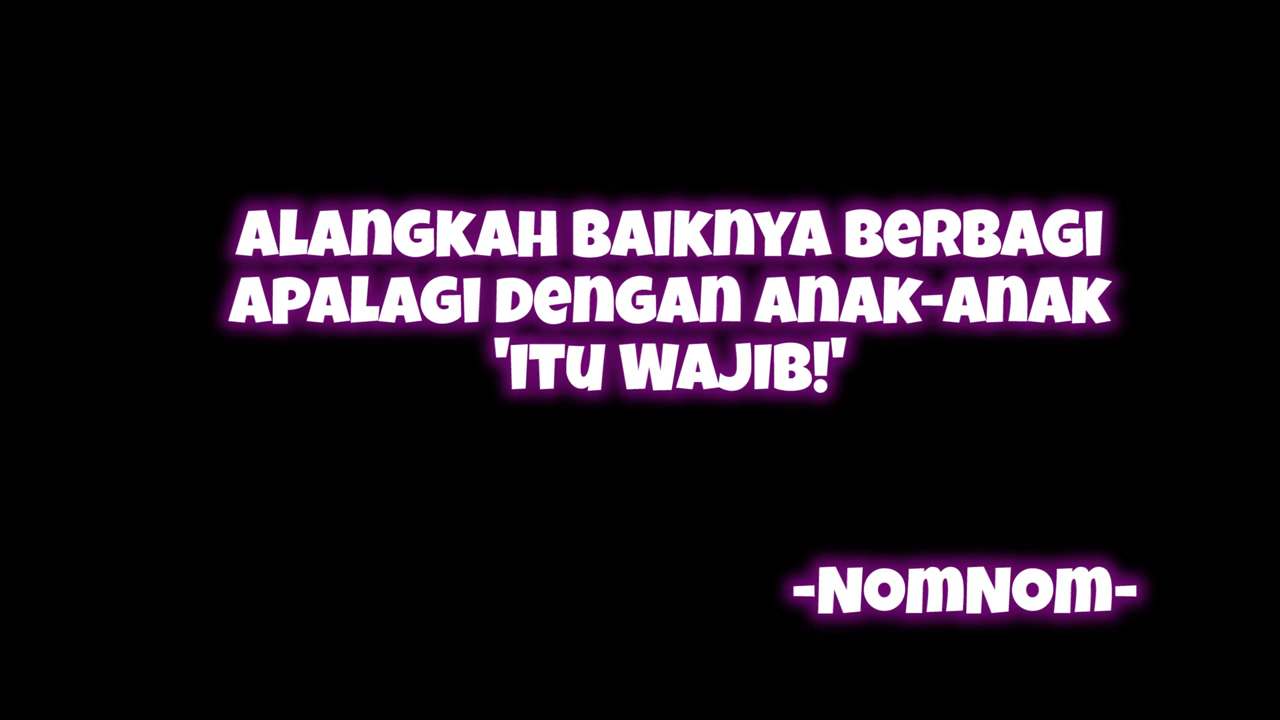 ALANGKAH BAIKNYA BERBAGI
APALAGI DENGAN ANAK-ANAK
'ITU WAJIB!'
-NOMNOM-